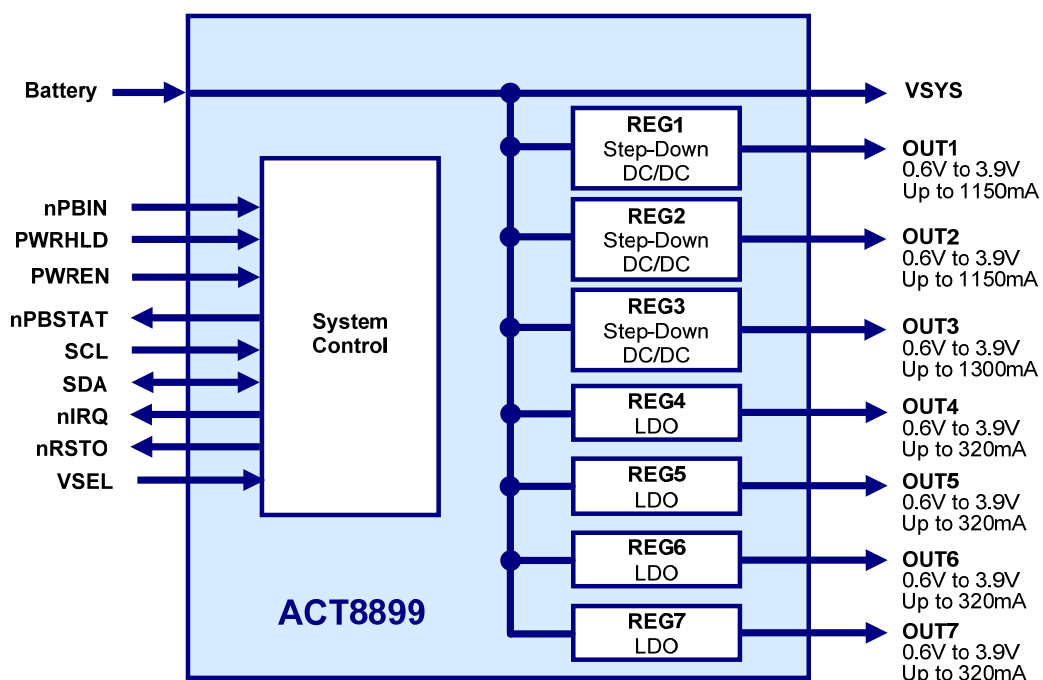 Battery
nPBIN
PWRHLD
PWREN
nPBSTAT
SCL
SDA
nIRQ
nRSTO
VSEL
System
Control
ACT8899
REG1
Step-Down
DC/DC
REG2
Step-Down
DC/DC
REG3
Step-Down
DC/DC
REG4
LDO
REG5
LDO
REG6
LDO
REG7
LDO
VSYS
OUT1
0.6V to 3.9V
Up to 1150mA
OUT2
0.6V to 3.9V
Up to 1150mA
OUT3
0.6V to 3.9V
Up to 1300mA
OUT4
0.6V to 3.9V
Up to 320mA
OUT5
0.6V to 3.9V
Up to 320mA
OUT6
0.6V to 3.9V
Up to 320mA
OUT7
0.6V to 3.9V
Up to 320mA